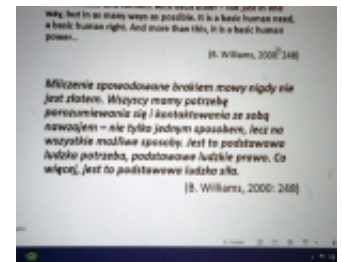 way, but in as many ways as possible. It is a basic human need,
a basic human right. And more than this, it is a basic human
power...
(B. Williams, 2000: 248)
Milczenie spowodowane brakiem mowy nigdy nie
jest złotem. Wszyscy mamy potrzebę
porozumiewania się i kontaktowania ze sobą
nawzajem – nie tylko jednym sposobem, lecz na
wszystkie możliwe sposoby. Jest to podstawowa
ludzka potrzeba, podstawowe ludzkie prawo. Co
więcej, jest to podstawowa ludzka siła.
(B. Williams, 2000: 248)